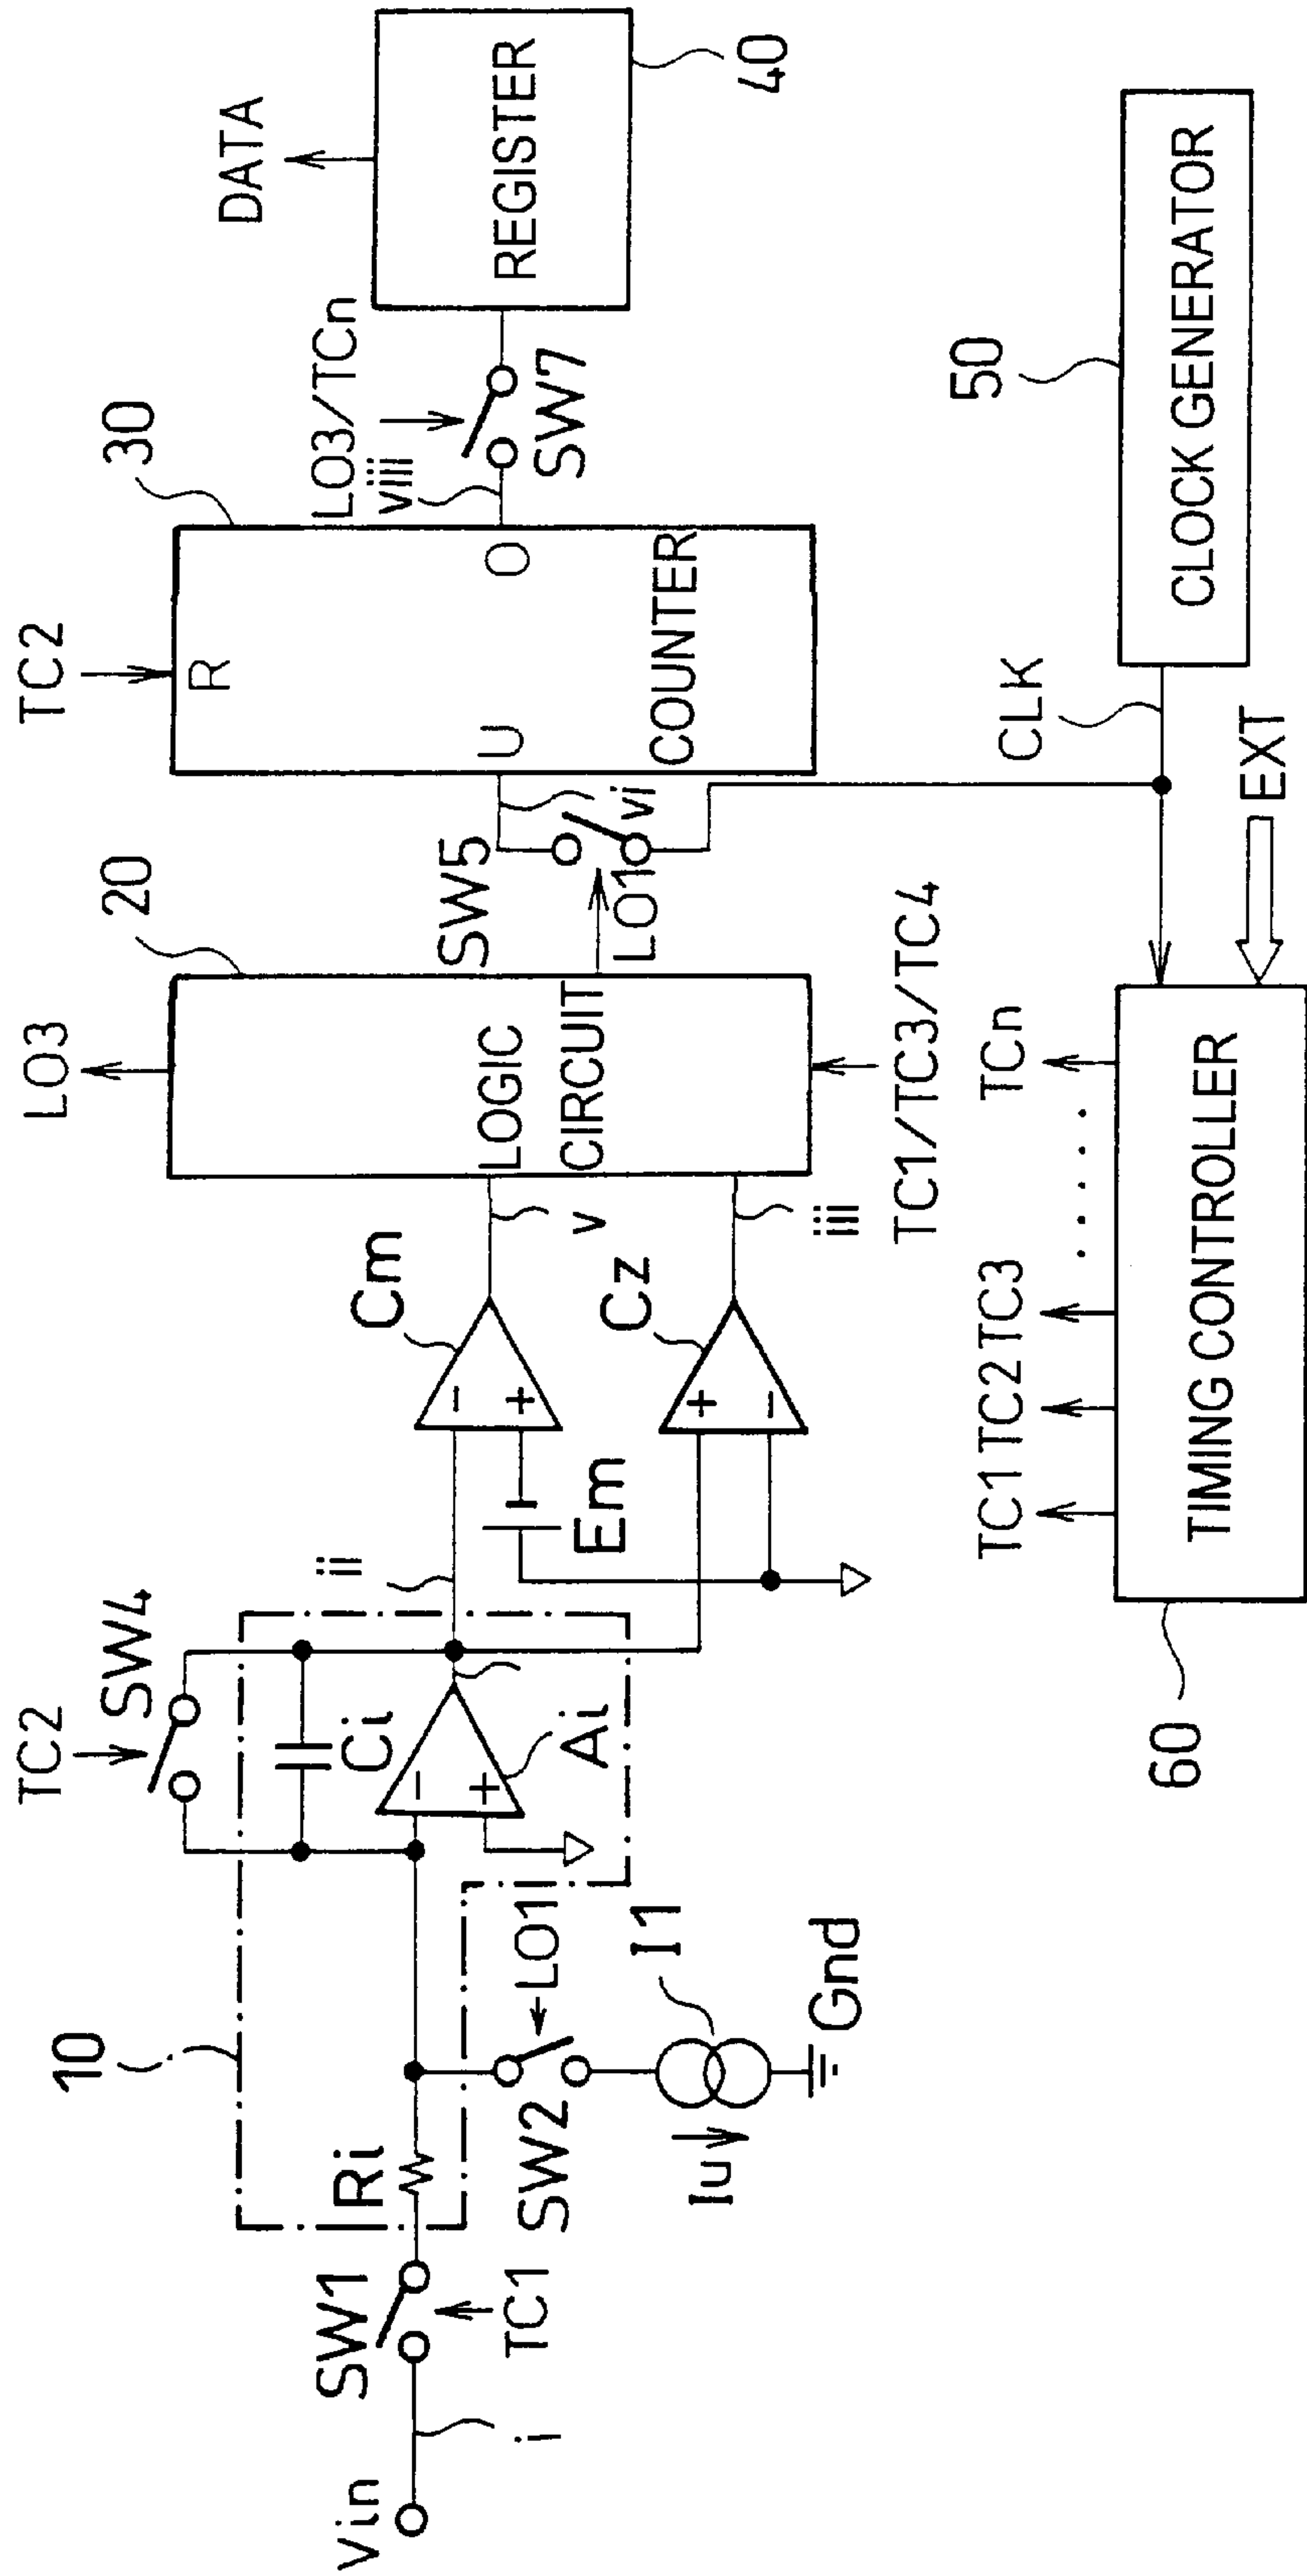 Vin
i
SW1
TC1
Ri
10
SW2
LO1
Iu
I1
Gnd
TC2
SW4
Ci
−
+
Ai
ii
Em
Cm
−
+
Cz
+
−
v
iii
LO3
20
LOGIC
CIRCUIT
TC1/TC3/TC4
SW5
LO1
vi
TC2
30
R
U
O
COUNTER
LO3/TCn
viii
SW7
DATA
REGISTER
40
60
TIMING CONTROLLER
TC1 TC2 TC3 ..... TCn
EXT
CLK
50
CLOCK GENERATOR